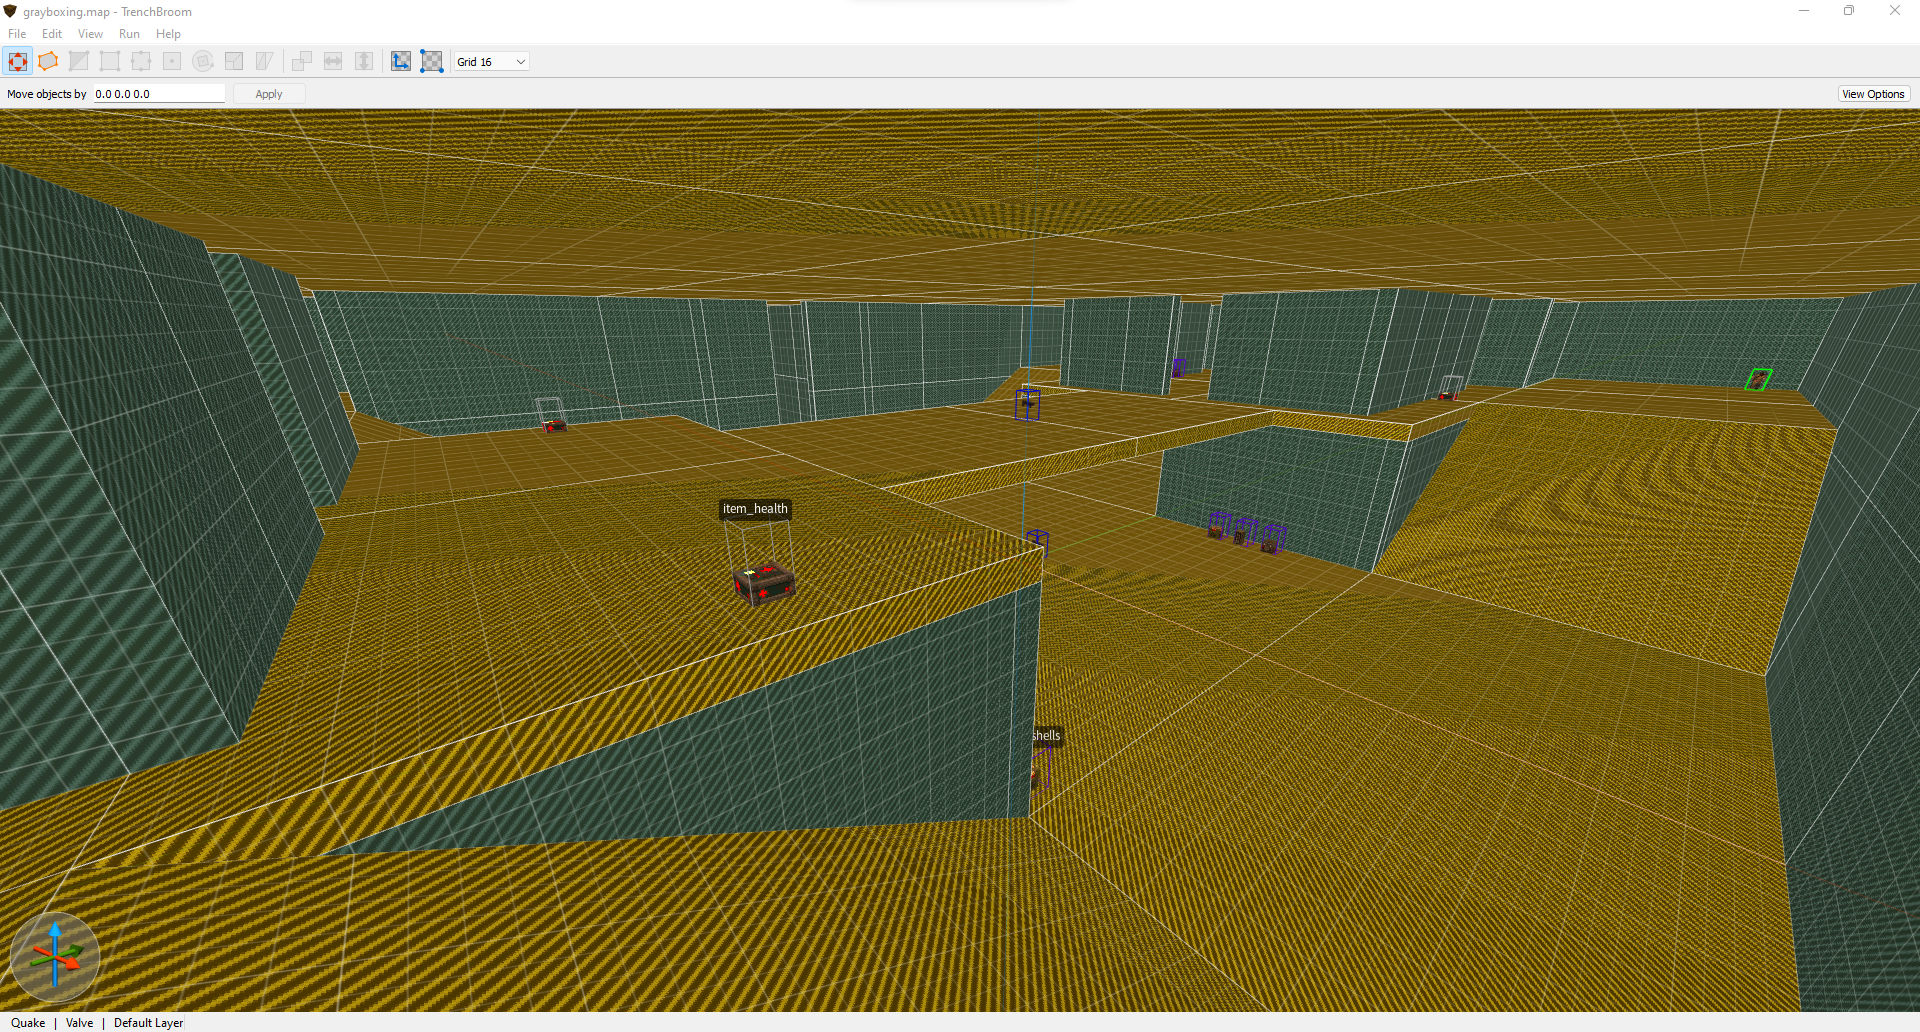 grayboxing.map - TrenchBroom
File Edit View Run Help
Grid 16
Move objects by 0.0 0.0 0.0 Apply View Options
item_health
shells
Quake | Valve | Default Layer